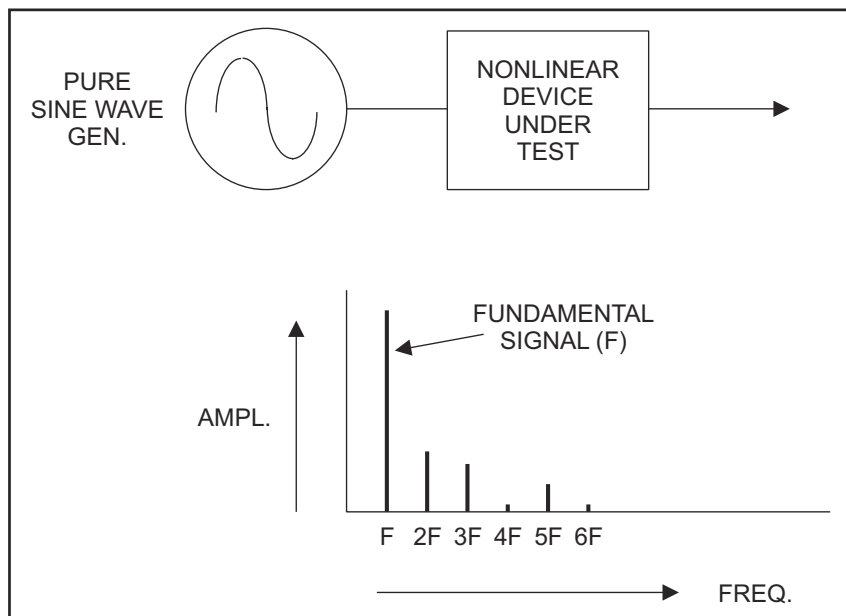 PURE
SINE WAVE
GEN.
NONLINEAR
DEVICE
UNDER
TEST
FUNDAMENTAL
SIGNAL (F)
AMPL.
F 2F 3F 4F 5F 6F
FREQ.